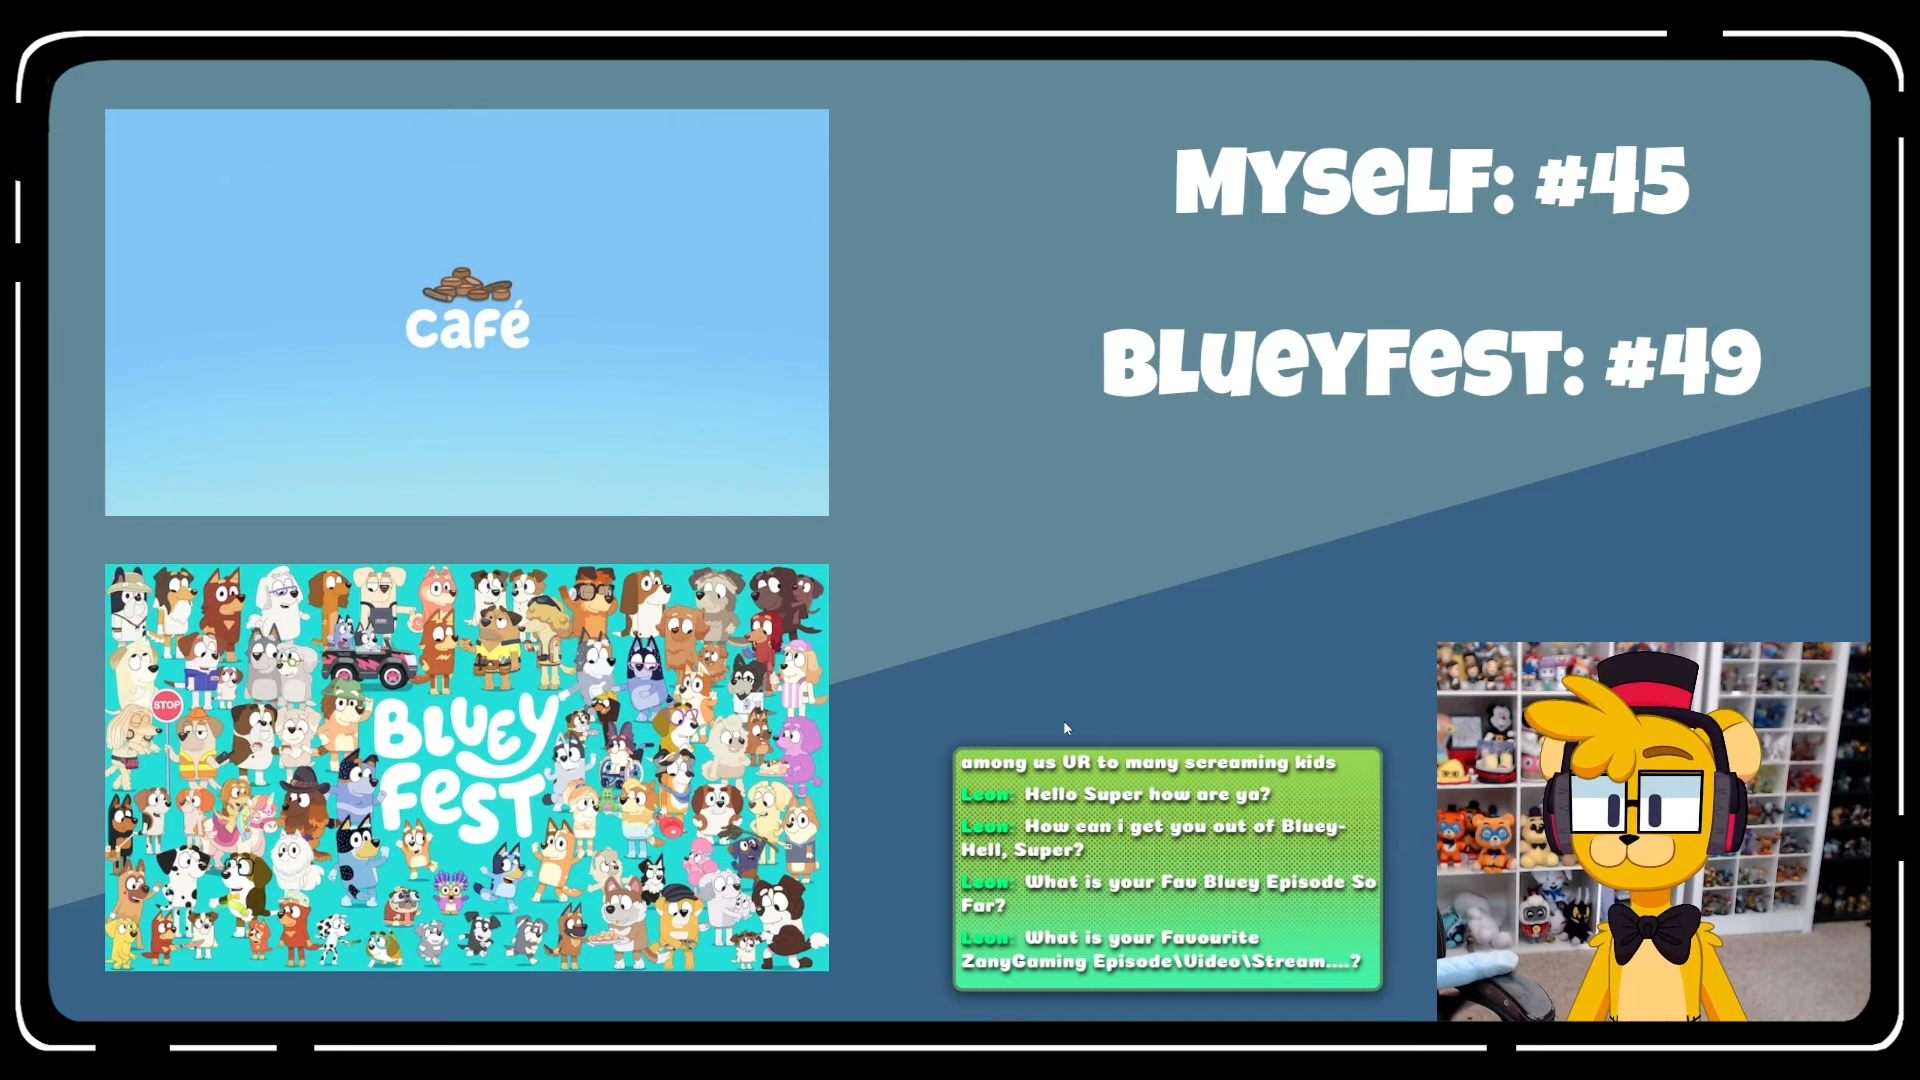 café
MYSELF: #45
BLUEYFEST: #49
STOP
BLUEY
FEST
among us VR to many screaming kids
Leon: Hello Super how are ya?
Leon: How can i get you out of Bluey-
Hell, Super?
Leon: What is your Fav Bluey Episode So
Far?
Leon: What is your Favourite
ZanyGaming Episode\Video\Stream....?